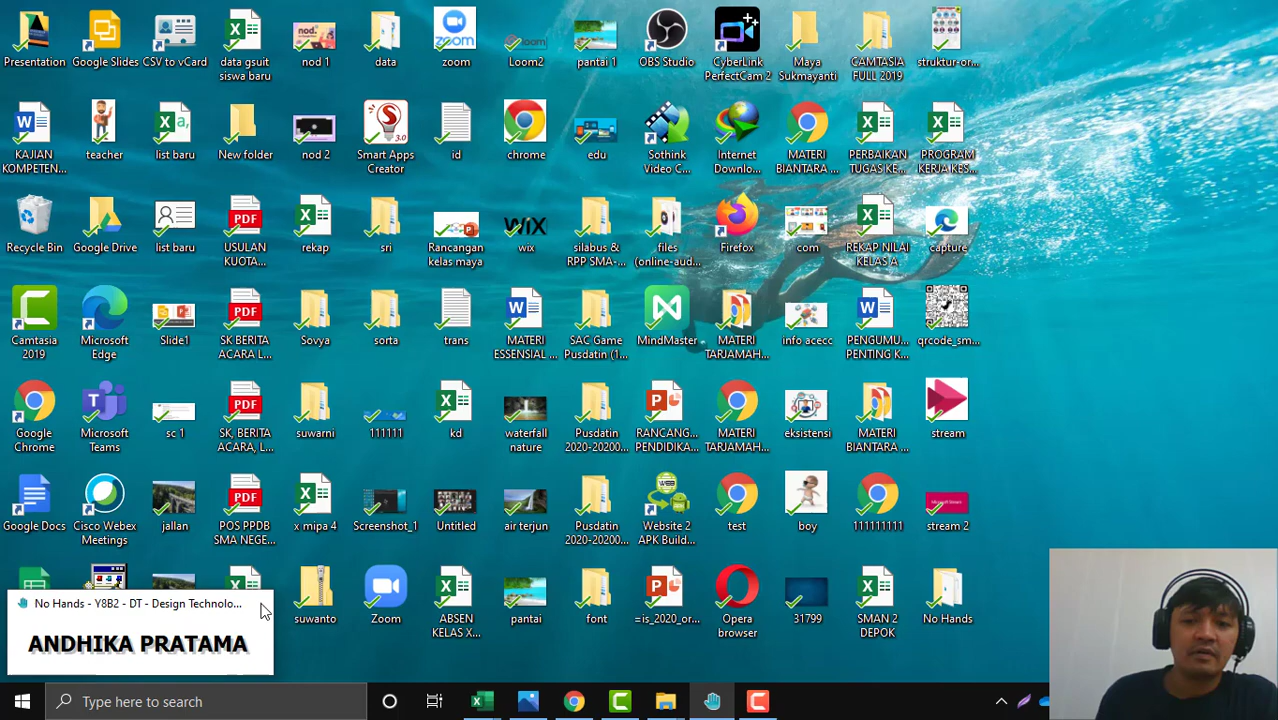 Presentation
Google Slides
CSV to vCard
data gsuit
siswa baru
nod 1
data
zoom
Loom2
pantai 1
OBS Studio
CyberLink
PerfectCam 2
Maya
Sukmayanti
CAMTASIA
FULL 2019
struktur-or...
KAJIAN
KOMPETEN...
teacher
list baru
New folder
nod 2
Smart Apps
Creator
id
chrome
edu
Sothink
Video C...
Internet
Downlo...
MATERI
BIANTARA ...
PERBAIKAN
TUGAS KE...
PROGRAM
KERJA KES...
Recycle Bin
Google Drive
list baru
USULAN
KUOTA...
rekap
sri
Rancangan
kelas maya
wix
silabus &
RPP SMA-...
files
(online-aud...
Firefox
com
REKAP NILAI
KELAS A
capture
Camtasia
2019
Microsoft
Edge
Slide1
SK BERITA
ACARA L...
Sovya
sorta
trans
MATERI
ESSENSIAL ...
SAC Game
Pusdatin (1...
MindMaster
MATERI
TARJAMAH...
info acecc
PENGUMU...
PENTING K...
qrcode_sm...
Google
Chrome
Microsoft
Teams
sc 1
SK, BERITA
ACARA, L...
suwarni
111111
kd
waterfall
nature
Pusdatin
2020-20200...
RANCANG...
PENDIDIKA...
MATERI
TARJAMAH...
eksistensi
MATERI
BIANTARA ...
stream
Google Docs
Cisco Webex
Meetings
jallan
POS PPDB
SMA NEGE...
x mipa 4
Screenshot_1
Untitled
air terjun
Pusdatin
2020-20200...
Website 2
APK Build...
test
boy
111111111
stream 2
suwanto
Zoom
ABSEN
KELAS X...
pantai
font
=is_2020_or...
Opera
browser
31799
SMAN 2
DEPOK
No Hands
No Hands - Y8B2 - DT - Design Technolo...
ANDHIKA PRATAMA
Type here to search